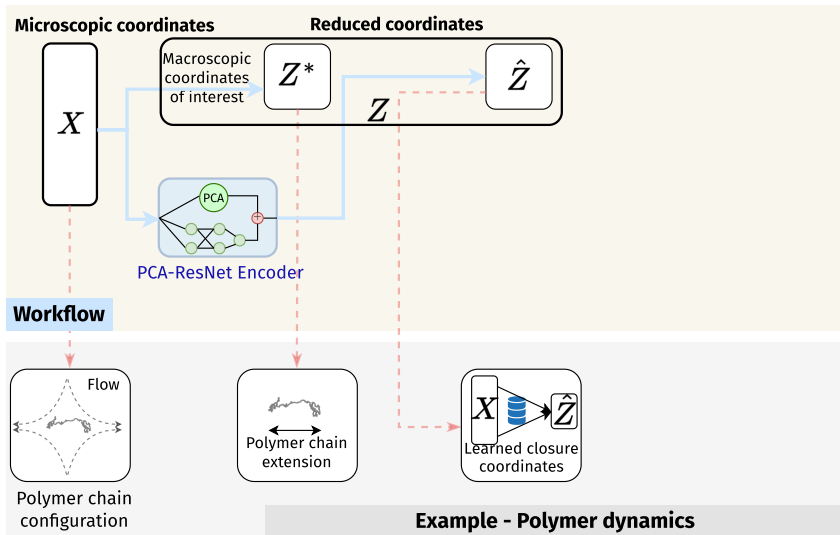 Microscopic coordinates
Reduced coordinates
X
Macroscopic
coordinates
of interest
Z*
Ẑ
Z
PCA
+
PCA-ResNet Encoder
Workflow
Flow
Polymer chain
configuration
Polymer chain
extension
X
Ẑ
Learned closure
coordinates
Example - Polymer dynamics